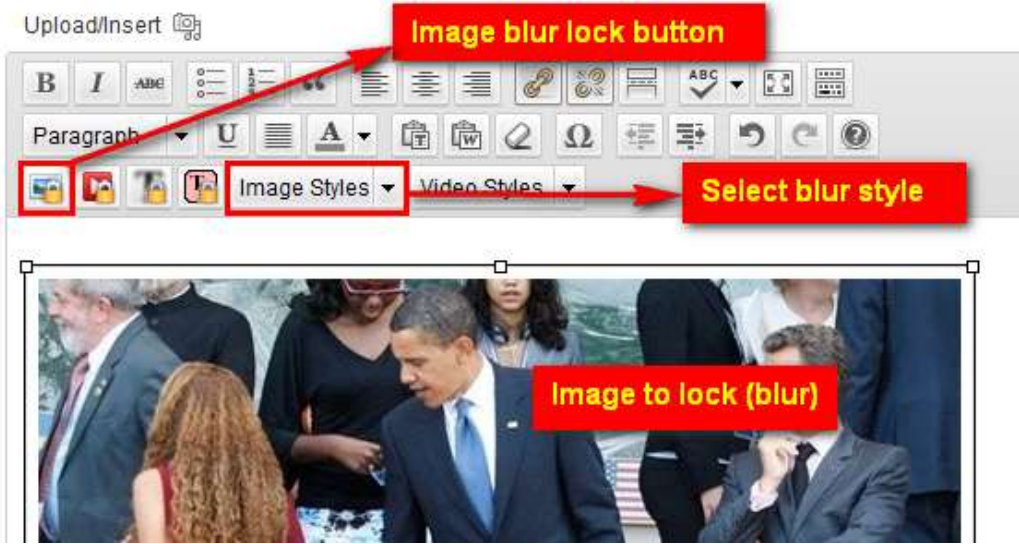 Upload/Insert
Image blur lock button
B I ABC ABC
Paragraph U A T W Ω
T T Image Styles Video Styles
Select blur style
Image to lock (blur)